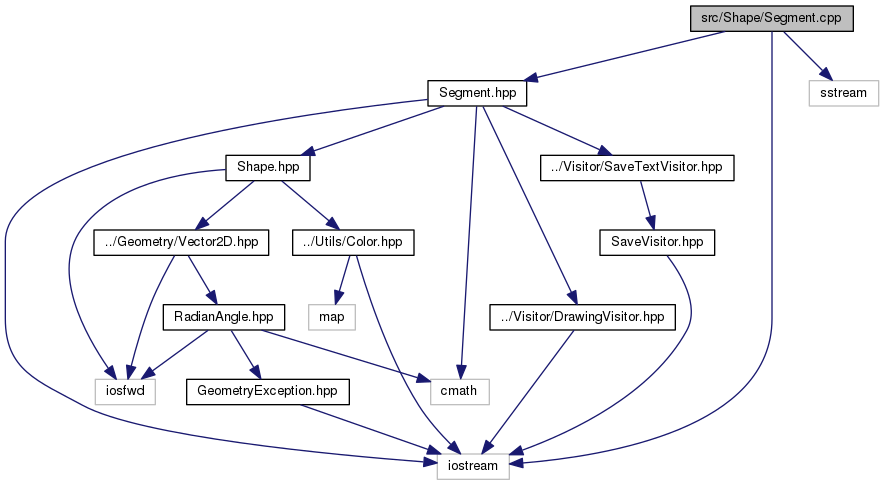 src/Shape/Segment.cpp
Segment.hpp
sstream
Shape.hpp
../Visitor/SaveTextVisitor.hpp
../Geometry/Vector2D.hpp
../Utils/Color.hpp
SaveVisitor.hpp
RadianAngle.hpp
map
../Visitor/DrawingVisitor.hpp
iosfwd
GeometryException.hpp
cmath
iostream